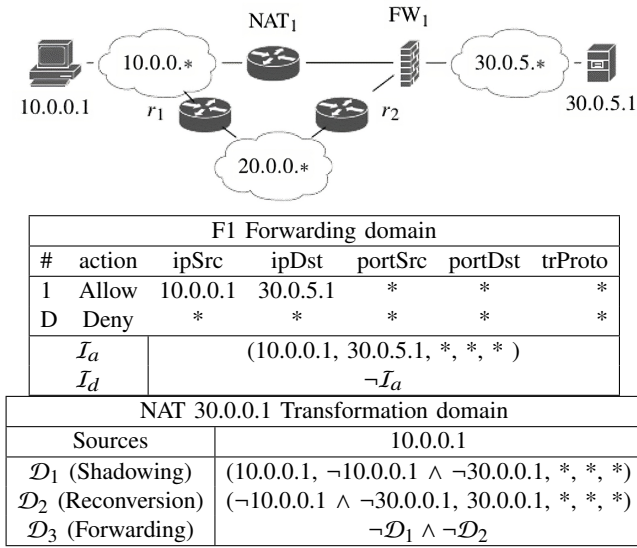 NAT₁
FW₁
10.0.0.*
30.0.5.*
10.0.0.1
r₁
r₂
30.0.5.1
20.0.0.*
F1 Forwarding domain
# action ipSrc ipDst portSrc portDst trProto
1 Allow 10.0.0.1 30.0.5.1 * * *
D Deny * * * * *
ℐₐ (10.0.0.1, 30.0.5.1, *, *, * )
ℐ_d ¬ℐₐ
NAT 30.0.0.1 Transformation domain
Sources 10.0.0.1
𝒟₁ (Shadowing) (10.0.0.1, ¬10.0.0.1 ∧ ¬30.0.0.1, *, *, *)
𝒟₂ (Reconversion) (¬10.0.0.1 ∧ ¬30.0.0.1, 30.0.0.1, *, *, *)
𝒟₃ (Forwarding) ¬𝒟₁ ∧ ¬𝒟₂